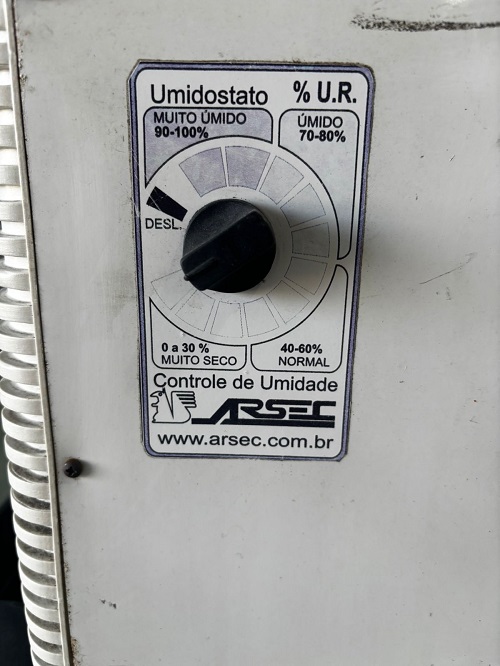 Umidostato % U.R.
MUITO ÚMIDO
90-100%
ÚMIDO
70-80%
DESL.
0 a 30 %
MUITO SECO
40-60%
NORMAL
Controle de Umidade
ARSEC
www.arsec.com.br